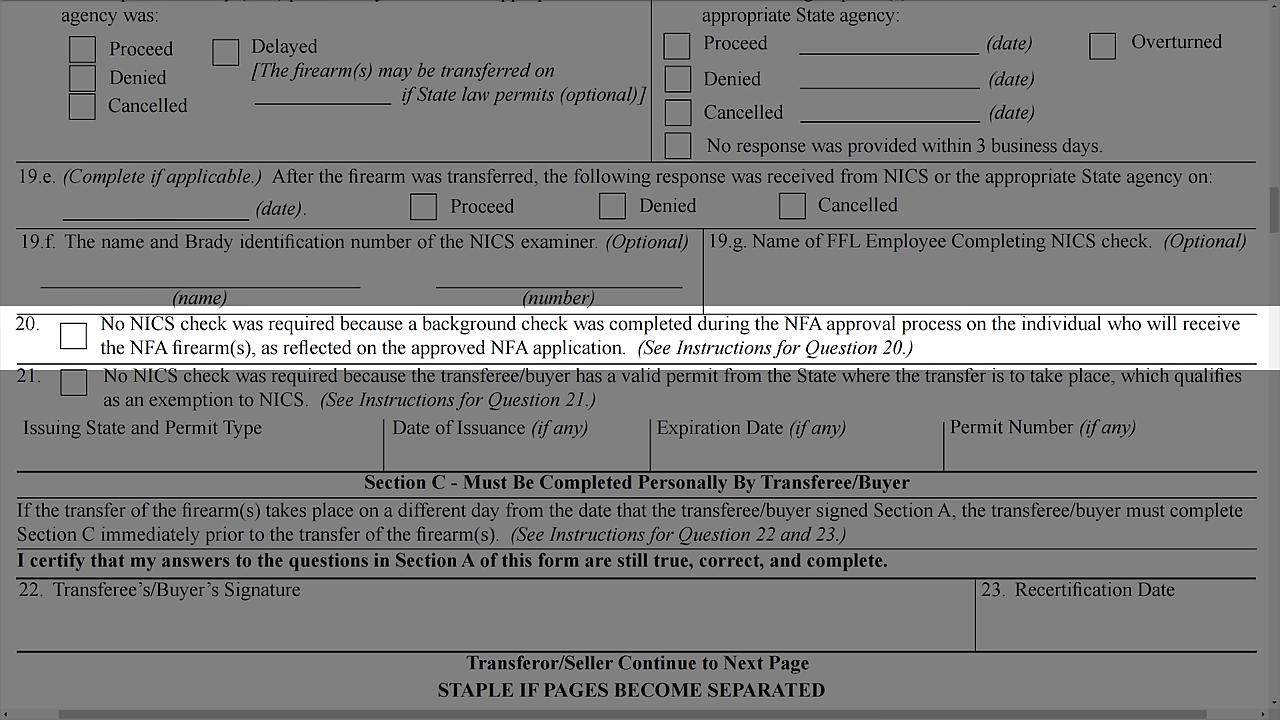 agency was:
Proceed
Delayed
[The firearm(s) may be transferred on
Denied
if State law permits (optional)]
Cancelled
appropriate State agency:
Proceed (date) Overturned
Denied (date)
Cancelled (date)
No response was provided within 3 business days.
19.e. (Complete if applicable.) After the firearm was transferred, the following response was received from NICS or the appropriate State agency on:
(date). Proceed Denied Cancelled
19.f. The name and Brady identification number of the NICS examiner. (Optional)
(name) (number)
19.g. Name of FFL Employee Completing NICS check. (Optional)
20. No NICS check was required because a background check was completed during the NFA approval process on the individual who will receive
the NFA firearm(s), as reflected on the approved NFA application. (See Instructions for Question 20.)
21. No NICS check was required because the transferee/buyer has a valid permit from the State where the transfer is to take place, which qualifies
as an exemption to NICS. (See Instructions for Question 21.)
Issuing State and Permit Type Date of Issuance (if any) Expiration Date (if any) Permit Number (if any)
Section C - Must Be Completed Personally By Transferee/Buyer
If the transfer of the firearm(s) takes place on a different day from the date that the transferee/buyer signed Section A, the transferee/buyer must complete
Section C immediately prior to the transfer of the firearm(s). (See Instructions for Question 22 and 23.)
I certify that my answers to the questions in Section A of this form are still true, correct, and complete.
22. Transferee's/Buyer's Signature 23. Recertification Date
Transferor/Seller Continue to Next Page
STAPLE IF PAGES BECOME SEPARATED